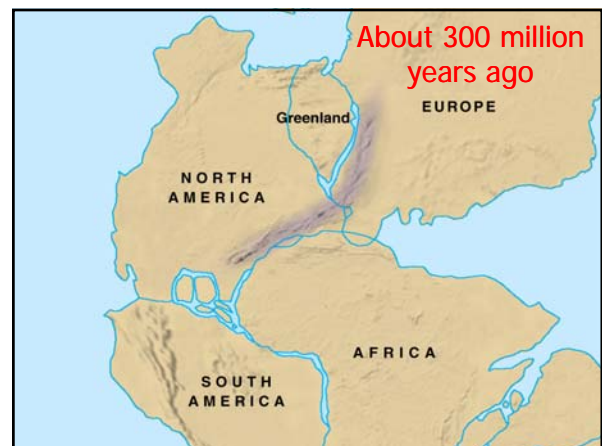 About 300 million
years ago
EUROPE
Greenland
NORTH
AMERICA
AFRICA
SOUTH
AMERICA